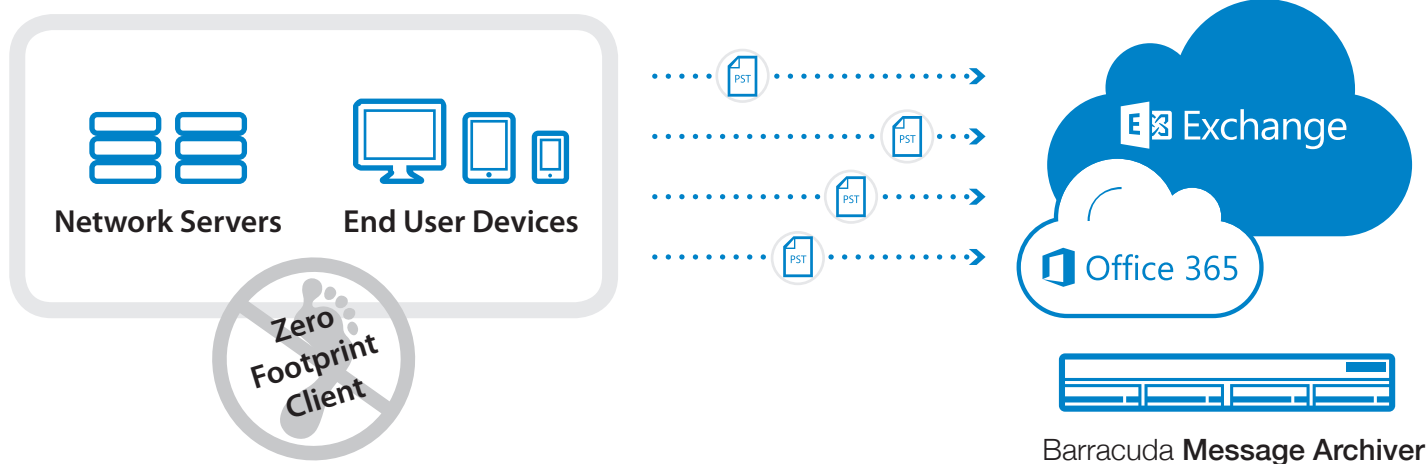 Network Servers
End User Devices
Zero
Footprint
Client
PST
PST
PST
PST
E Exchange
Office 365
Barracuda Message Archiver